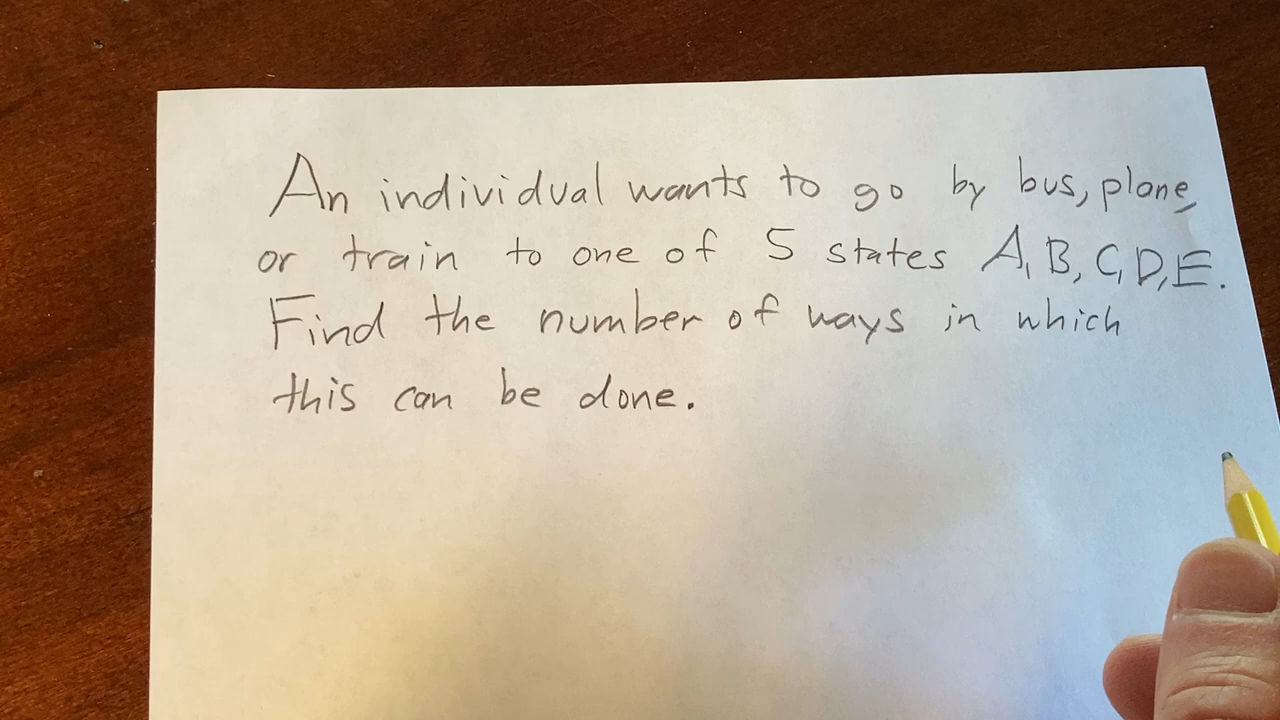 An individual wants to go by bus, plane,
or train to one of 5 states A, B, C, D, E.
Find the number of ways in which
this can be done.